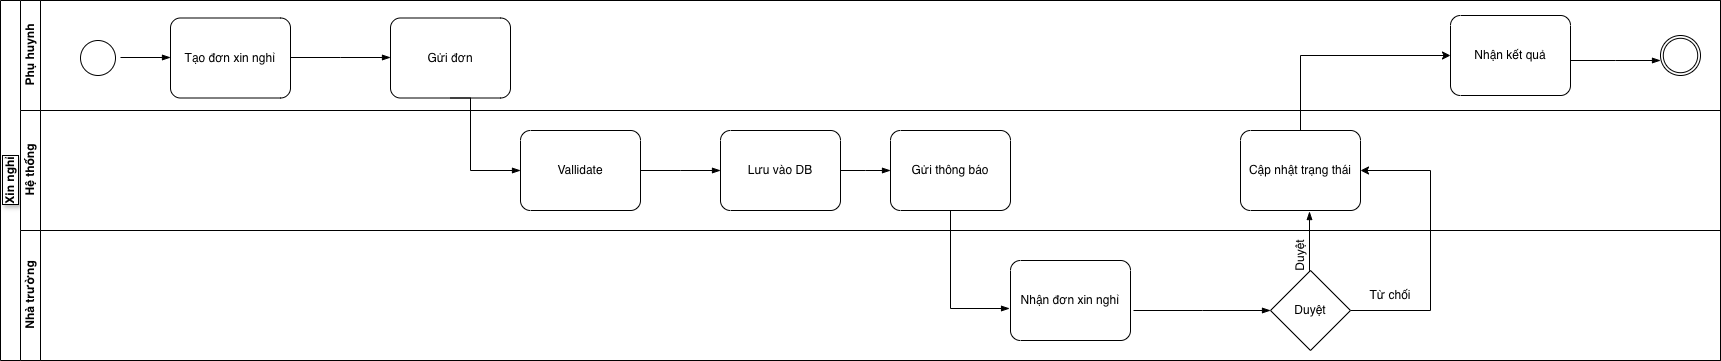 Xin nghỉ
Phụ huynh
Tạo đơn xin nghỉ
Gửi đơn
Nhận kết quả
Hệ thống
Vallidate
Lưu vào DB
Gửi thông báo
Cập nhật trạng thái
Nhà trường
Nhận đơn xin nghỉ
Duyệt
Duyệt
Từ chối